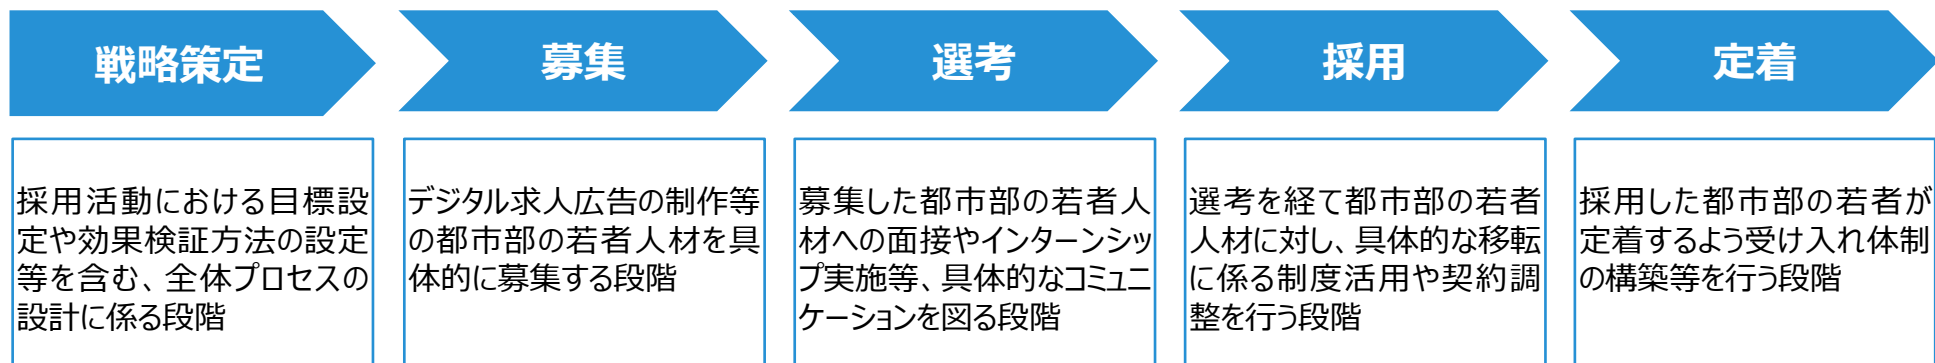 戦略策定
募集
選考
採用
定着
採用活動における目標設
定や効果検証方法の設定
等を含む、全体プロセスの
設計に係る段階
デジタル求人広告の制作等
の都市部の若者人材を具
体的に募集する段階
募集した都市部の若者人
材への面接やインターンシッ
プ実施等、具体的なコミュニ
ケーションを図る段階
選考を経て都市部の若者
人材に対し、具体的な移転
に係る制度活用や契約調
整を行う段階
採用した都市部の若者が
定着するよう受け入れ体制
の構築等を行う段階